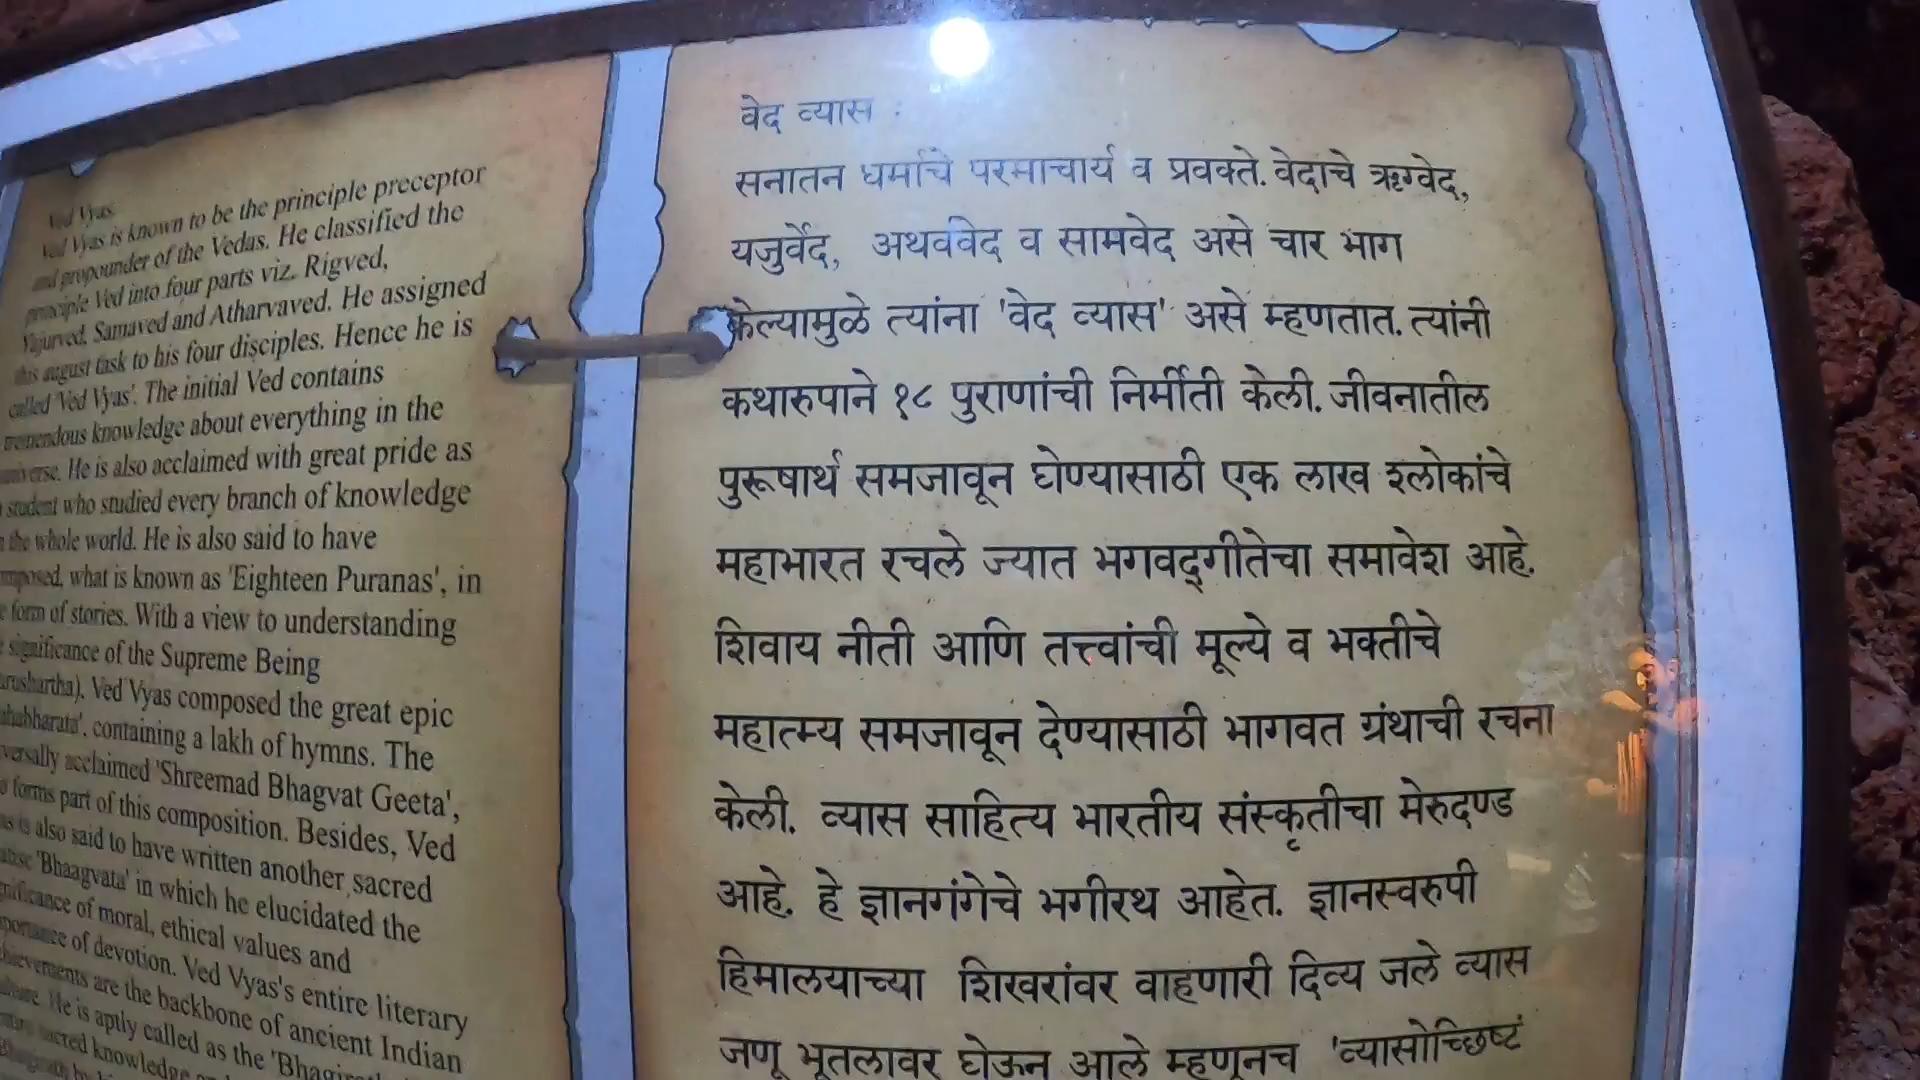 Ved Vyas
Ved Vyas is known to be the principle preceptor
and propounder of the Vedas. He classified the
principle Ved into four parts viz. Rigved,
Yajurved, Samaved and Atharvaved. He assigned
this august task to his four disciples. Hence he is
called 'Ved Vyas'. The initial Ved contains
tremendous knowledge about everything in the
universe. He is also acclaimed with great pride as
student who studied every branch of knowledge
the whole world. He is also said to have
what is known as 'Eighteen Puranas', in
form of stories. With a view to understanding
significance of the Supreme Being
Ved Vyas composed the great epic
containing a lakh of hymns. The
acclaimed 'Shreemad Bhagvat Geeta',
forms part of this composition. Besides, Ved
is also said to have written another sacred
'Bhaagvata' in which he elucidated the
of moral, ethical values and
of devotion. Ved Vyas's entire literary
are the backbone of ancient Indian
He is aptly called as the
sacred knowledge
वेद व्यास :
सनातन धर्माचे परमाचार्य व प्रवक्ते. वेदाचे ऋग्वेद,
यजुर्वेद, अथर्ववेद व सामवेद असे चार भाग
केल्यामुळे त्यांना 'वेद व्यास' असे म्हणतात. त्यांनी
कथारुपाने १८ पुराणांची निर्मीती केली. जीवनातील
पुरूषार्थ समजावून घेण्यासाठी एक लाख श्लोकांचे
महाभारत रचले ज्यात भगवद्‌गीतेचा समावेश आहे.
शिवाय नीती आणि तत्त्वांची मूल्ये व भक्तीचे
महात्म्य समजावून देण्यासाठी भागवत ग्रंथाची रचना
केली. व्यास साहित्य भारतीय संस्कृतीचा मेरुदण्ड
आहे. हे ज्ञानगंगेचे भगीरथ आहेत. ज्ञानस्वरुपी
हिमालयाच्या शिखरांवर वाहणारी दिव्य जले व्यास
जणू भूतलावर घेऊन आले म्हणूनच 'व्यासोच्छिष्टं